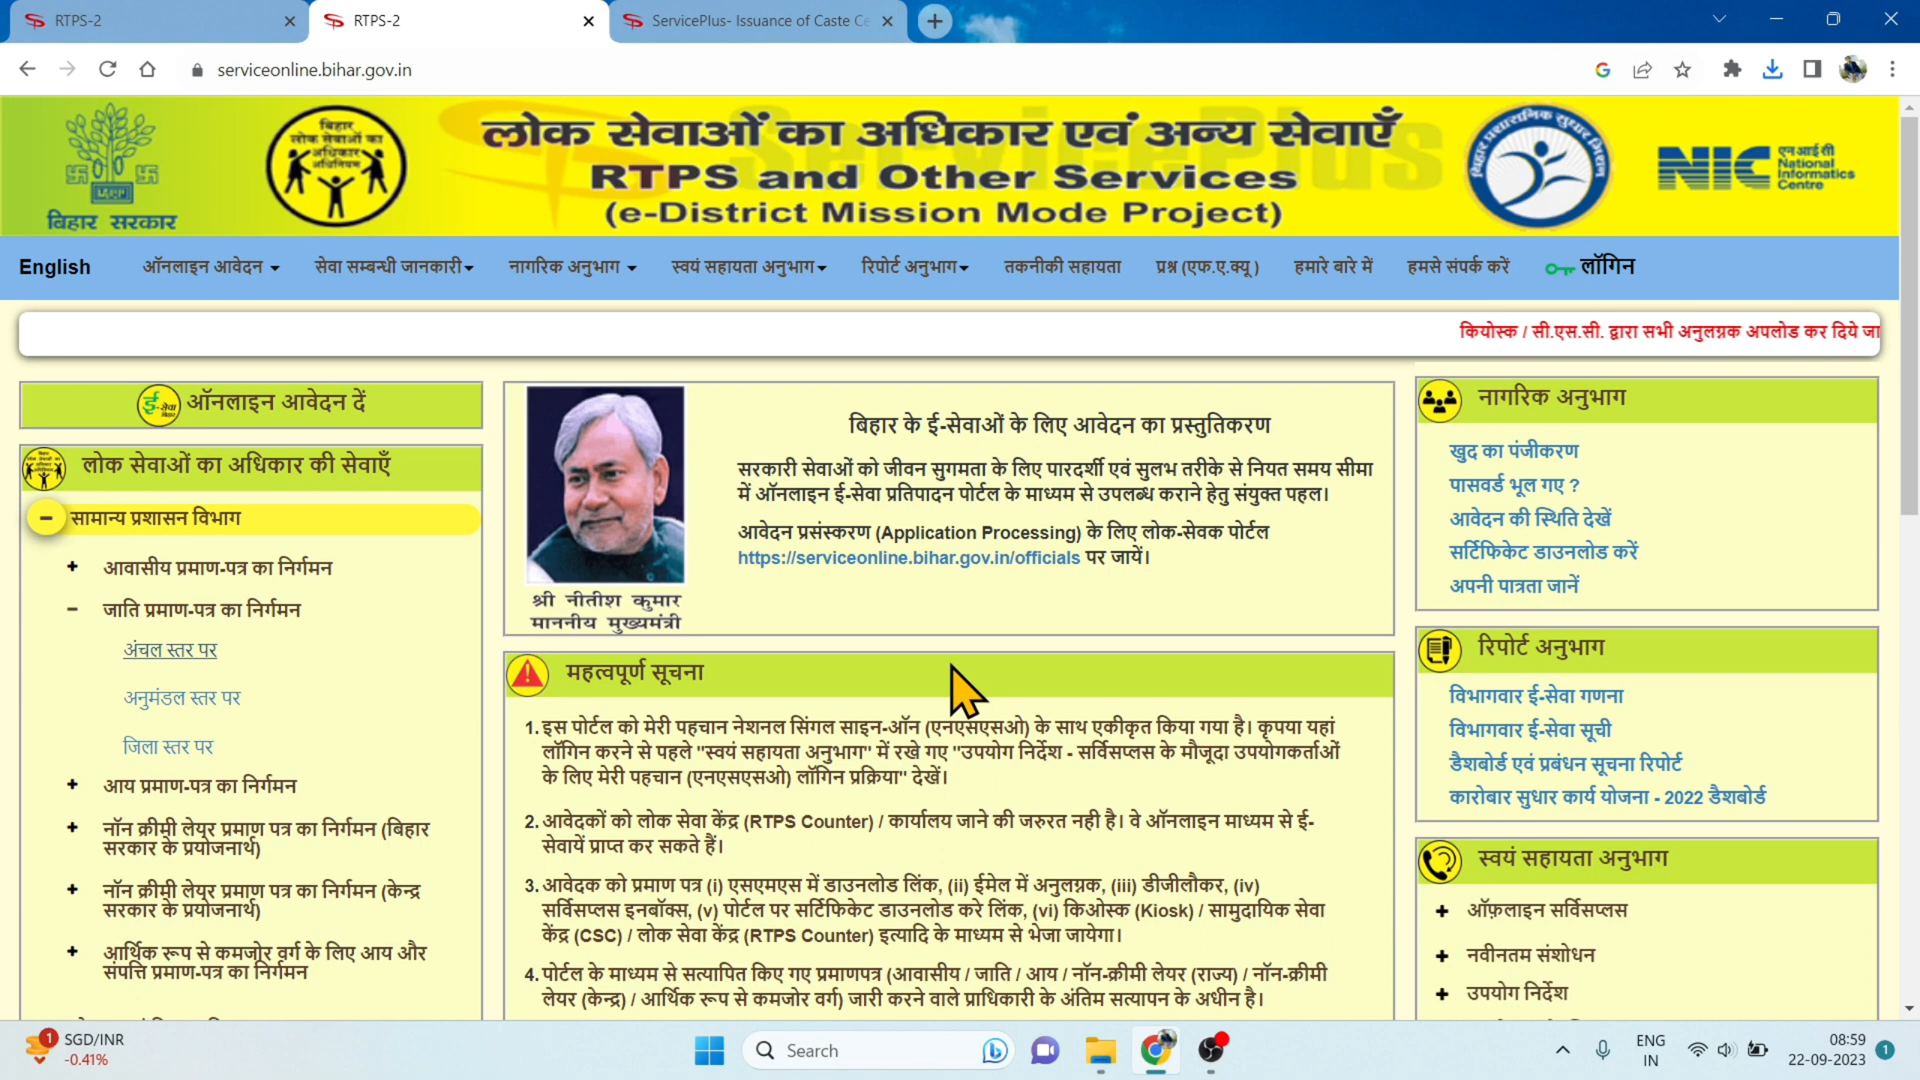 RTPS-2
RTPS-2
ServicePlus- Issuance of Caste Ce
serviceonline.bihar.gov.in
बिहार सरकार
बिहार
लोक सेवाओं का
अधिकार
अधिनियम
लोक सेवाओं का अधिकार एवं अन्य सेवाएँ
RTPS and Other Services
(e-District Mission Mode Project)
ServicePlus
बिहार प्रशासनिक सुधार मिशन
NIC
एन आई सी
National
Informatics
Centre
English
ऑनलाइन आवेदन
सेवा सम्बन्धी जानकारी
नागरिक अनुभाग
स्वयं सहायता अनुभाग
रिपोर्ट अनुभाग
तकनीकी सहायता
प्रश्न (एफ.ए.क्यू )
हमारे बारे में
हमसे संपर्क करें
लॉगिन
कियोस्क / सी.एस.सी. द्वारा सभी अनुलग्नक अपलोड कर दिये जा
ऑनलाइन आवेदन दें
लोक सेवाओं का अधिकार की सेवाएँ
सामान्य प्रशासन विभाग
+ आवासीय प्रमाण-पत्र का निर्गमन
− जाति प्रमाण-पत्र का निर्गमन
अंचल स्तर पर
अनुमंडल स्तर पर
जिला स्तर पर
+ आय प्रमाण-पत्र का निर्गमन
+ नॉन क्रीमी लेयर प्रमाण पत्र का निर्गमन (बिहार
सरकार के प्रयोजनार्थ)
+ नॉन क्रीमी लेयर प्रमाण पत्र का निर्गमन (केन्द्र
सरकार के प्रयोजनार्थ)
+ आर्थिक रूप से कमजोर वर्ग के लिए आय और
संपत्ति प्रमाण-पत्र का निर्गमन
श्री नीतीश कुमार
माननीय मुख्यमंत्री
बिहार के ई-सेवाओं के लिए आवेदन का प्रस्तुतिकरण
सरकारी सेवाओं को जीवन सुगमता के लिए पारदर्शी एवं सुलभ तरीके से नियत समय सीमा
में ऑनलाइन ई-सेवा प्रतिपादन पोर्टल के माध्यम से उपलब्ध कराने हेतु संयुक्त पहल।
आवेदन प्रसंस्करण (Application Processing) के लिए लोक-सेवक पोर्टल
https://serviceonline.bihar.gov.in/officials पर जायें।
महत्वपूर्ण सूचना
1. इस पोर्टल को मेरी पहचान नेशनल सिंगल साइन-ऑन (एनएसएसओ) के साथ एकीकृत किया गया है। कृपया यहां
लॉगिन करने से पहले "स्वयं सहायता अनुभाग" में रखे गए "उपयोग निर्देश - सर्विसप्लस के मौजूदा उपयोगकर्ताओं
के लिए मेरी पहचान (एनएसएसओ) लॉगिन प्रक्रिया" देखें।
2. आवेदकों को लोक सेवा केंद्र (RTPS Counter) / कार्यालय जाने की जरुरत नही है। वे ऑनलाइन माध्यम से ई-
सेवायें प्राप्त कर सकते हैं।
3. आवेदक को प्रमाण पत्र (i) एसएमएस में डाउनलोड लिंक, (ii) ईमेल में अनुलग्नक, (iii) डीजीलौकर, (iv)
सर्विसप्लस इनबॉक्स, (v) पोर्टल पर सर्टिफिकेट डाउनलोड करे लिंक, (vi) किओस्क (Kiosk) / सामुदायिक सेवा
केंद्र (CSC) / लोक सेवा केंद्र (RTPS Counter) इत्यादि के माध्यम से भेजा जायेगा।
4. पोर्टल के माध्यम से सत्यापित किए गए प्रमाणपत्र (आवासीय / जाति / आय / नॉन-क्रीमी लेयर (राज्य) / नॉन-क्रीमी
लेयर (केन्द्र) / आर्थिक रूप से कमजोर वर्ग) जारी करने वाले प्राधिकारी के अंतिम सत्यापन के अधीन है।
नागरिक अनुभाग
खुद का पंजीकरण
पासवर्ड भूल गए ?
आवेदन की स्थिति देखें
सर्टिफिकेट डाउनलोड करें
अपनी पात्रता जानें
रिपोर्ट अनुभाग
विभागवार ई-सेवा गणना
विभागवार ई-सेवा सूची
डैशबोर्ड एवं प्रबंधन सूचना रिपोर्ट
कारोबार सुधार कार्य योजना - 2022 डैशबोर्ड
स्वयं सहायता अनुभाग
+ ऑफ़लाइन सर्विसप्लस
+ नवीनतम संशोधन
+ उपयोग निर्देश
1
SGD/INR
-0.41%
Search
ENG
IN
08:59
22-09-2023
1